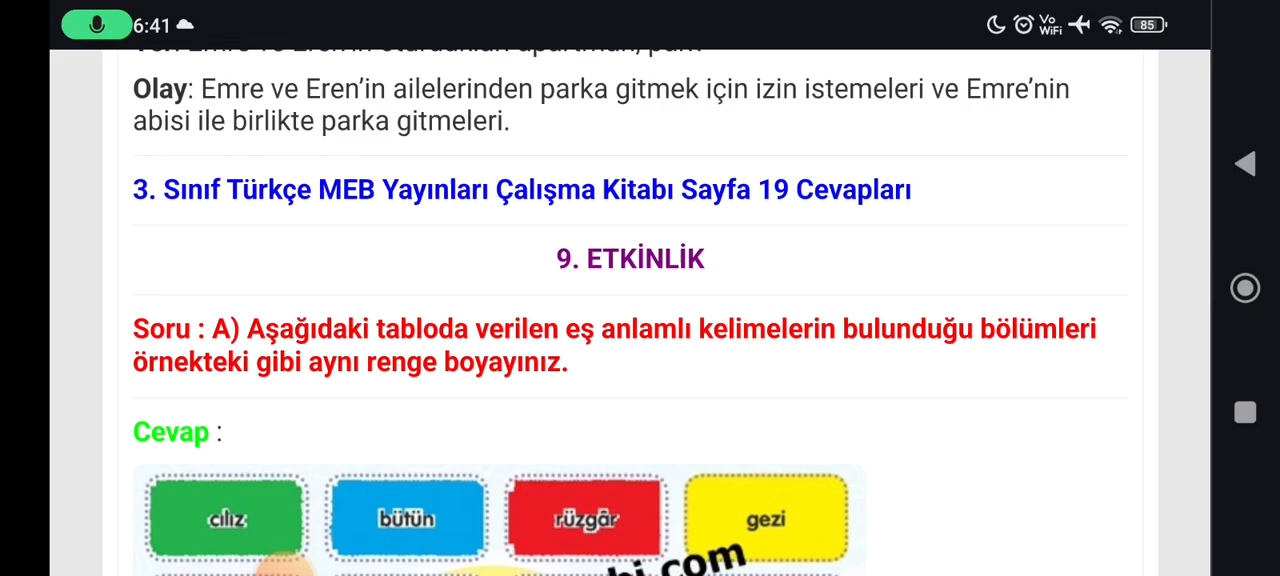 6:41
Vo
WiFi
85
Olay: Emre ve Eren’in ailelerinden parka gitmek için izin istemeleri ve Emre’nin
abisi ile birlikte parka gitmeleri.
3. Sınıf Türkçe MEB Yayınları Çalışma Kitabı Sayfa 19 Cevapları
9. ETKİNLİK
Soru : A) Aşağıdaki tabloda verilen eş anlamlı kelimelerin bulunduğu bölümleri
örnekteki gibi aynı renge boyayınız.
Cevap :
cılız bütün rüzgâr gezi